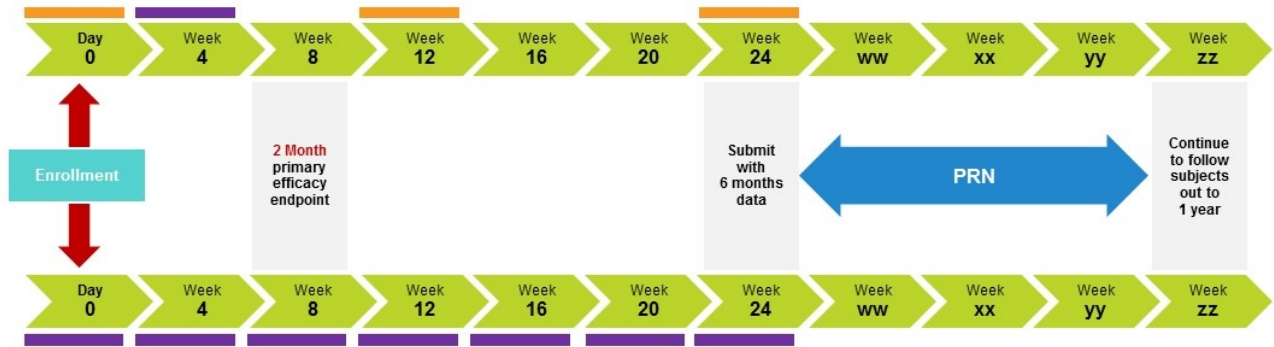 Day Week Week Week Week Week Week Week Week Week Week
0 4 8 12 16 20 24 ww xx yy zz
Enrollment
2 Month
primary
efficacy
endpoint
Submit
with
6 months
data
PRN
Continue
to follow
subjects
out to
1 year
Day Week Week Week Week Week Week Week Week Week Week
0 4 8 12 16 20 24 ww xx yy zz